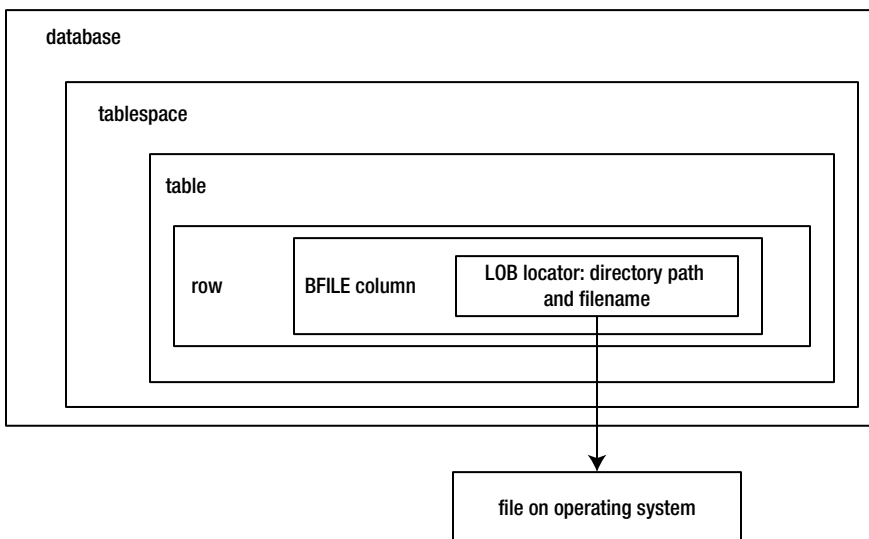 database
tablespace
table
row
BFILE column
LOB locator: directory path
and filename
file on operating system